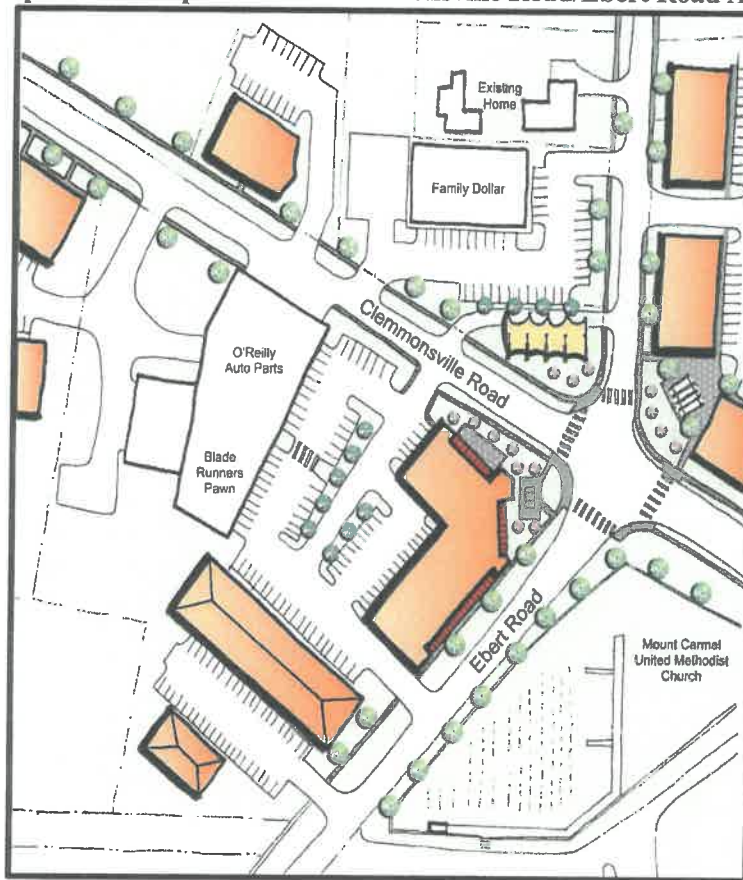 Existing
Home
Family Dollar
Clemmonsville Road
O'Reilly
Auto Parts
Blade
Runners
Pawn
Ebert Road
Mount Carmel
United Methodist
Church